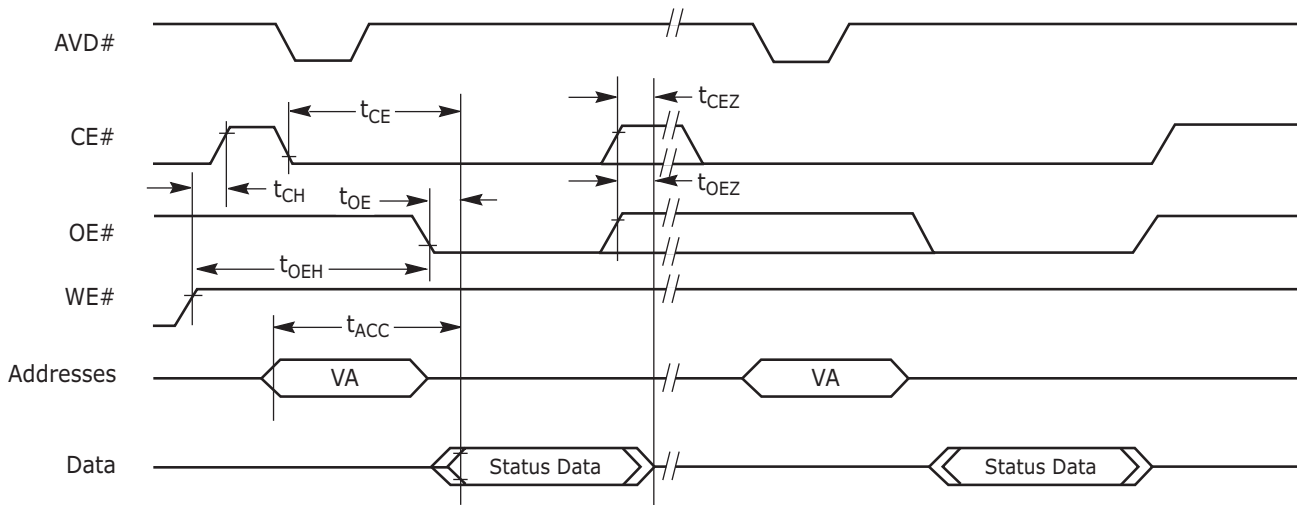 AVD#
tCEZ
tCE
CE#
tCH
tOE
tOEZ
OE#
tOEH
WE#
tACC
Addresses
VA
VA
Data
Status Data
Status Data